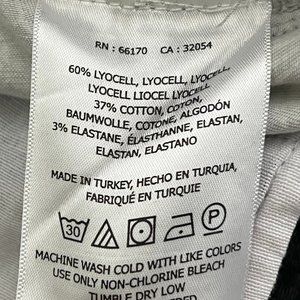 RN : 66170 CA : 32054
60% LYOCELL, LYOCELL, LYOCELL,
LYOCELL LIOCEL LYOCELL
37% COTTON, COTON,
BAUMWOLLE, COTONE, ALGODÓN
3% ELASTANE, ÉLASTHANNE, ELASTAN,
ELASTAN, ELASTANO
MADE IN TURKEY, HECHO EN TURQUIA,
FABRIQUÉ EN TURQUIE
30 P
MACHINE WASH COLD WITH LIKE COLORS
USE ONLY NON-CHLORINE BLEACH
TUMBLE DRY LOW